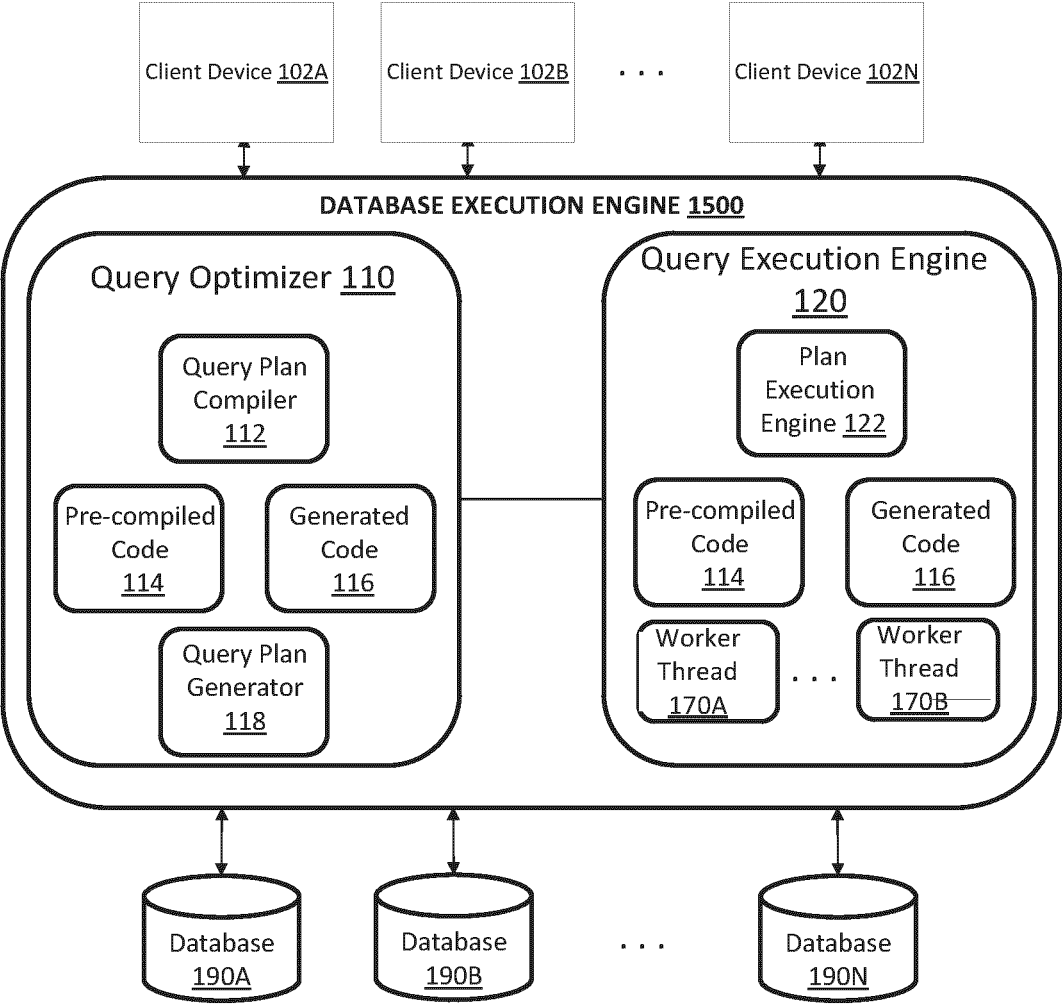 Client Device 102A
Client Device 102B
. . .
Client Device 102N
DATABASE EXECUTION ENGINE 1500
Query Optimizer 110
Query Plan
Compiler
112
Pre-compiled
Code
114
Generated
Code
116
Query Plan
Generator
118
Query Execution Engine
120
Plan
Execution
Engine 122
Pre-compiled
Code
114
Generated
Code
116
Worker
Thread
170A
. . .
Worker
Thread
170B
Database
190A
Database
190B
. . .
Database
190N